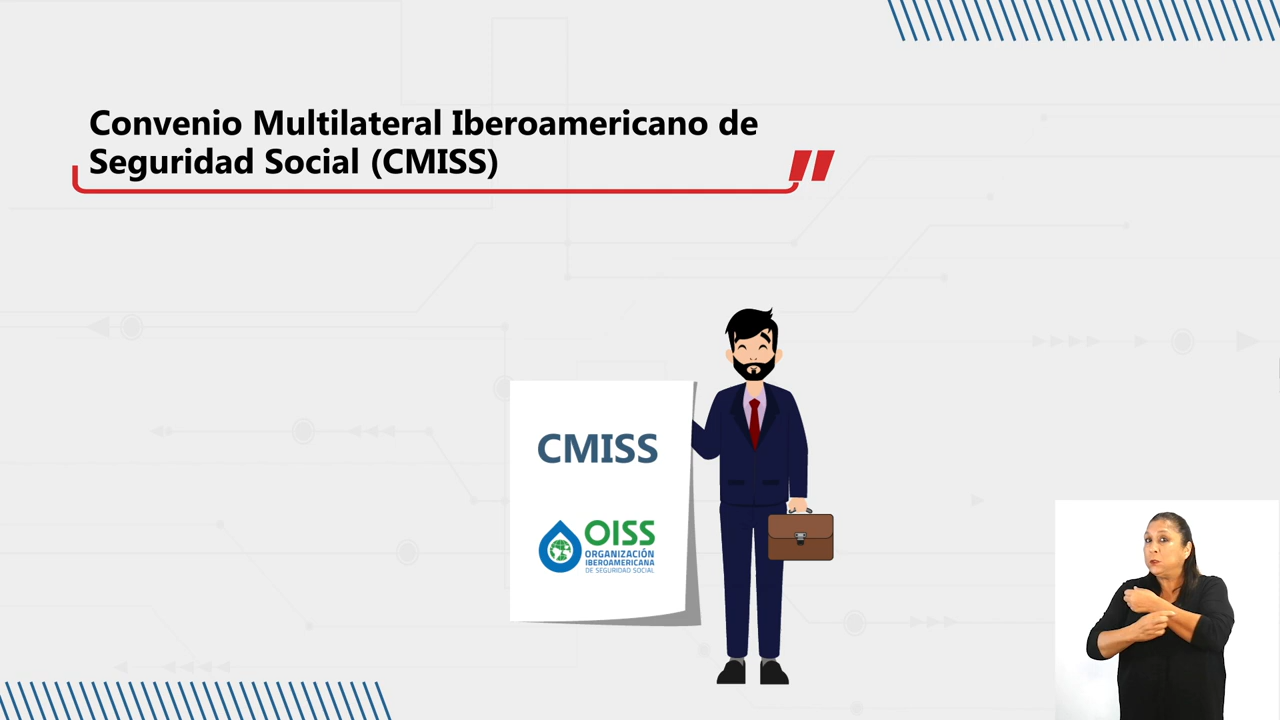 Convenio Multilateral Iberoamericano de
Seguridad Social (CMISS)
CMISS
OISS
ORGANIZACIÓN
IBEROAMERICANA
DE SEGURIDAD SOCIAL